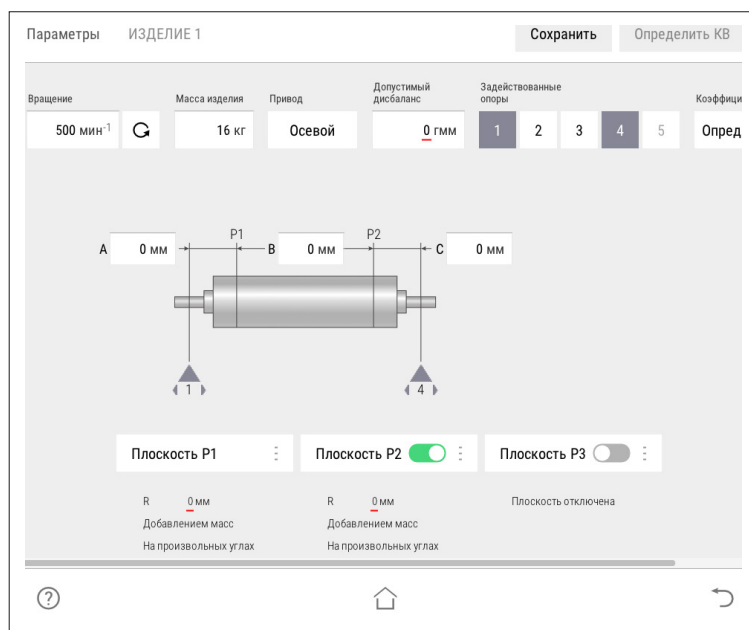 Параметры ИЗДЕЛИЕ 1 Сохранить Определить КВ
Вращение Масса изделия Привод Допустимый дисбаланс Задействованные опоры Коэффици
500 мин-1 16 кг Осевой 0 гмм 1 2 3 4 5 Опред
P1 P2
A 0 мм B 0 мм C 0 мм
1 4
Плоскость P1 Плоскость P2 Плоскость P3
R 0 мм R 0 мм Плоскость отключена
Добавлением масс Добавлением масс
На произвольных углах На произвольных углах
?